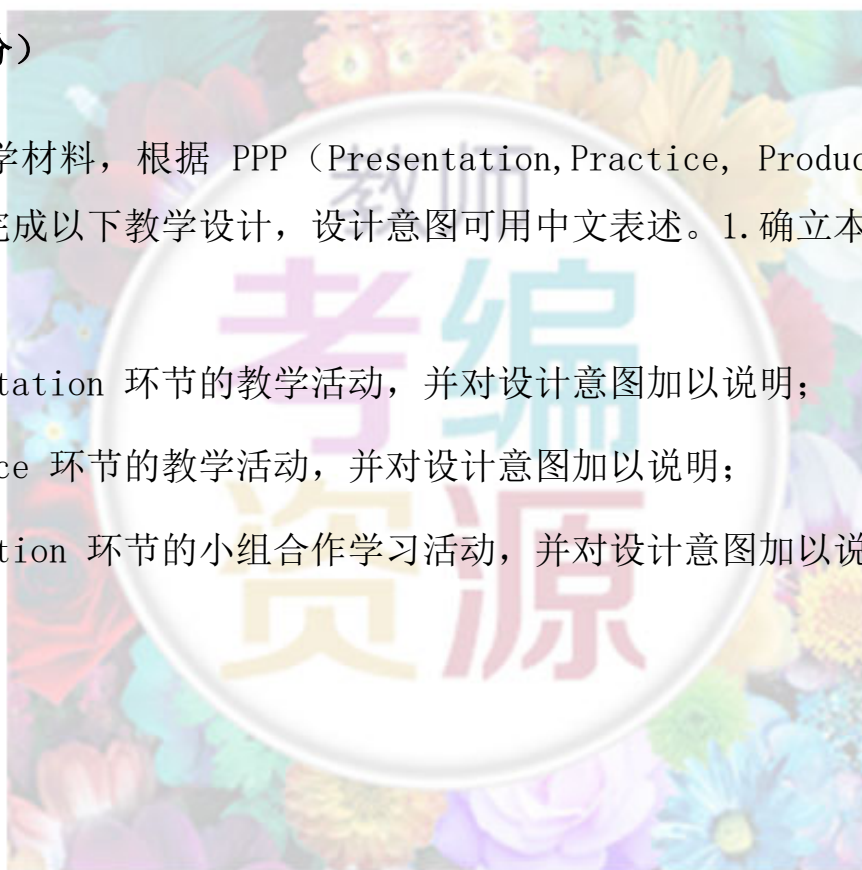 分）
学材料，根据 PPP（Presentation,Practice, Produc
完成以下教学设计，设计意图可用中文表述。1.确立本
教师
考编
tation 环节的教学活动，并对设计意图加以说明；
ce 环节的教学活动，并对设计意图加以说明；
资源
tion 环节的小组合作学习活动，并对设计意图加以说